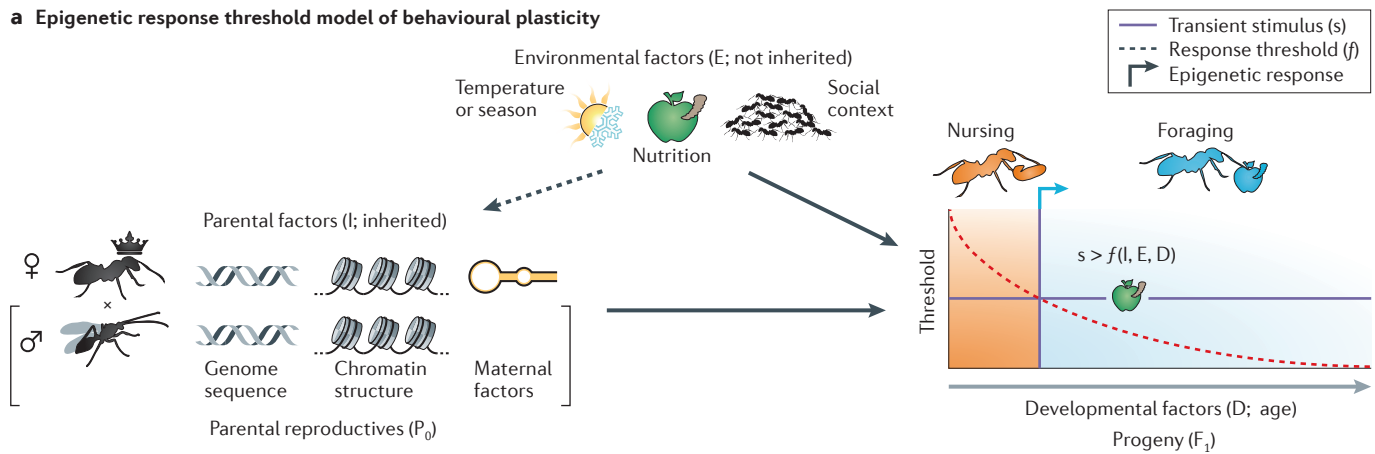 a Epigenetic response threshold model of behavioural plasticity
Transient stimulus (s)
Response threshold (f)
Epigenetic response
Environmental factors (E; not inherited)
Temperature
or season
Social
context
Nutrition
Nursing
Foraging
Parental factors (I; inherited)
♀
×
♂
Genome
sequence
Chromatin
structure
Maternal
factors
Parental reproductives (P₀)
Threshold
s > f(I, E, D)
Developmental factors (D; age)
Progeny (F₁)